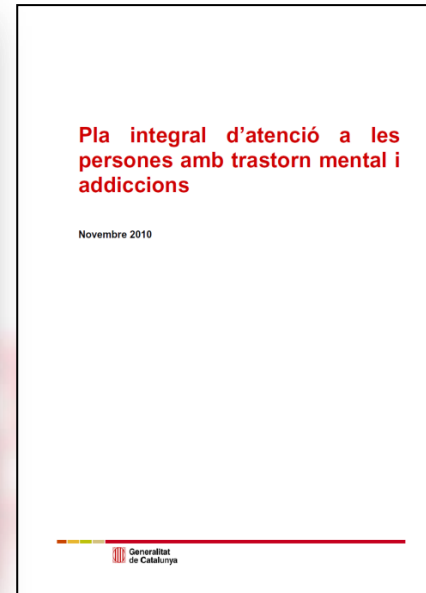 Pla integral d'atenció a les
persones amb trastorn mental i
addiccions
Novembre 2010
Generalitat
de Catalunya